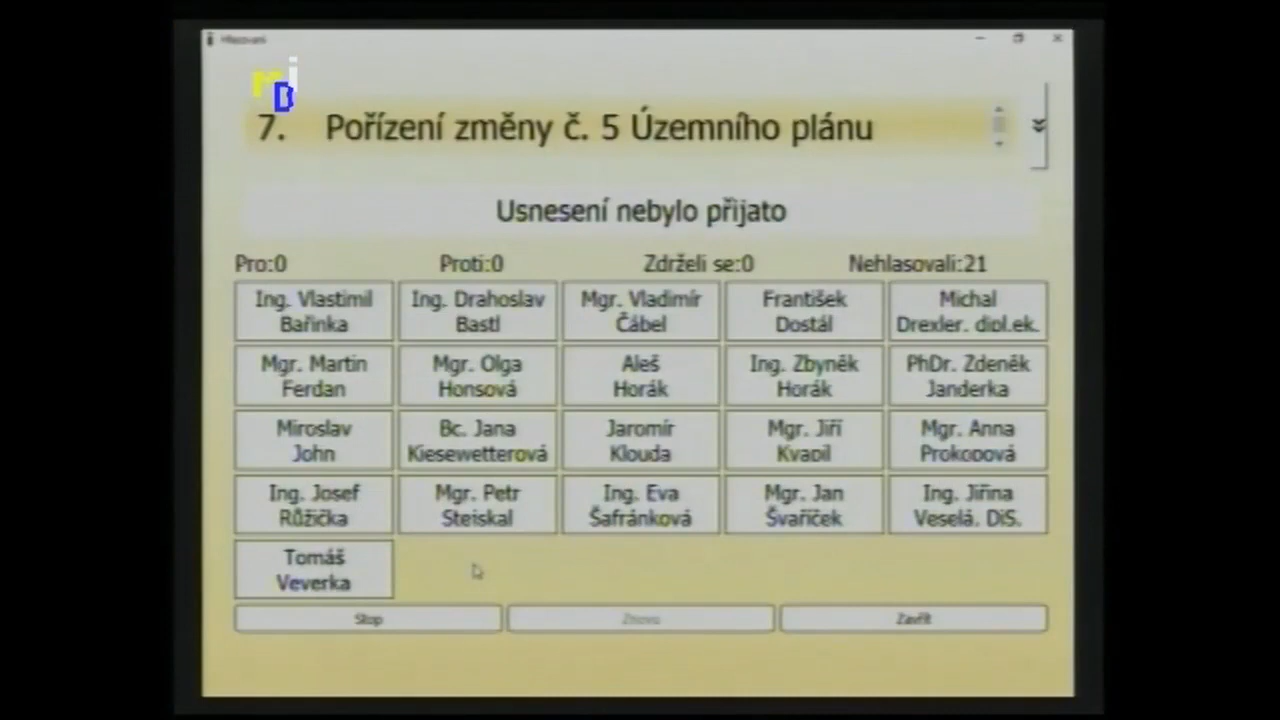 Hlasování
MD
7. Pořízení změny č. 5 Územního plánu
Usnesení nebylo přijato
Pro:0 Proti:0 Zdrželi se:0 Nehlasovali:21
Ing. Vlastimil Bařinka
Ing. Drahoslav Bastl
Mgr. Vladimír Čábel
František Dostál
Michal Drexler. dipl.ek.
Mgr. Martin Ferdan
Mgr. Olga Honsová
Aleš Horák
Ing. Zbyněk Horák
PhDr. Zdeněk Janderka
Miroslav John
Bc. Jana Kiesewetterová
Jaromír Klouda
Mgr. Jiří Kvapil
Mgr. Anna Prokopová
Ing. Josef Růžička
Mgr. Petr Stejskal
Ing. Eva Šafránková
Mgr. Jan Švaříček
Ing. Jiřina Veselá. DiS.
Tomáš Veverka
Stop Znovu Zavřít